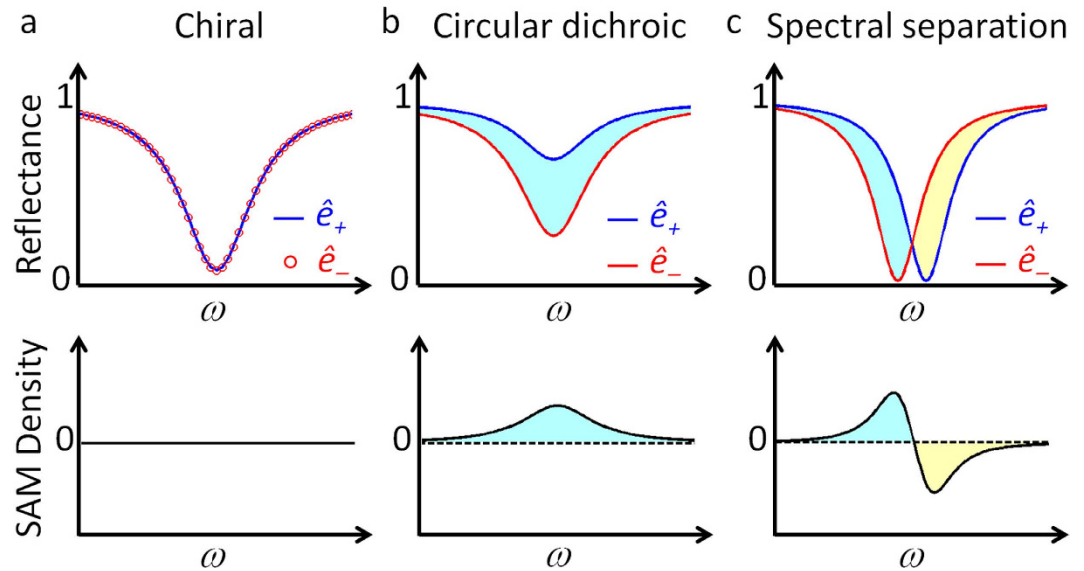 a Chiral
b Circular dichroic
c Spectral separation
Reflectance
1
0
ê₊
ê₋
ω
1
0
ê₊
ê₋
ω
1
0
ê₊
ê₋
ω
SAM Density
0
ω
0
ω
0
ω